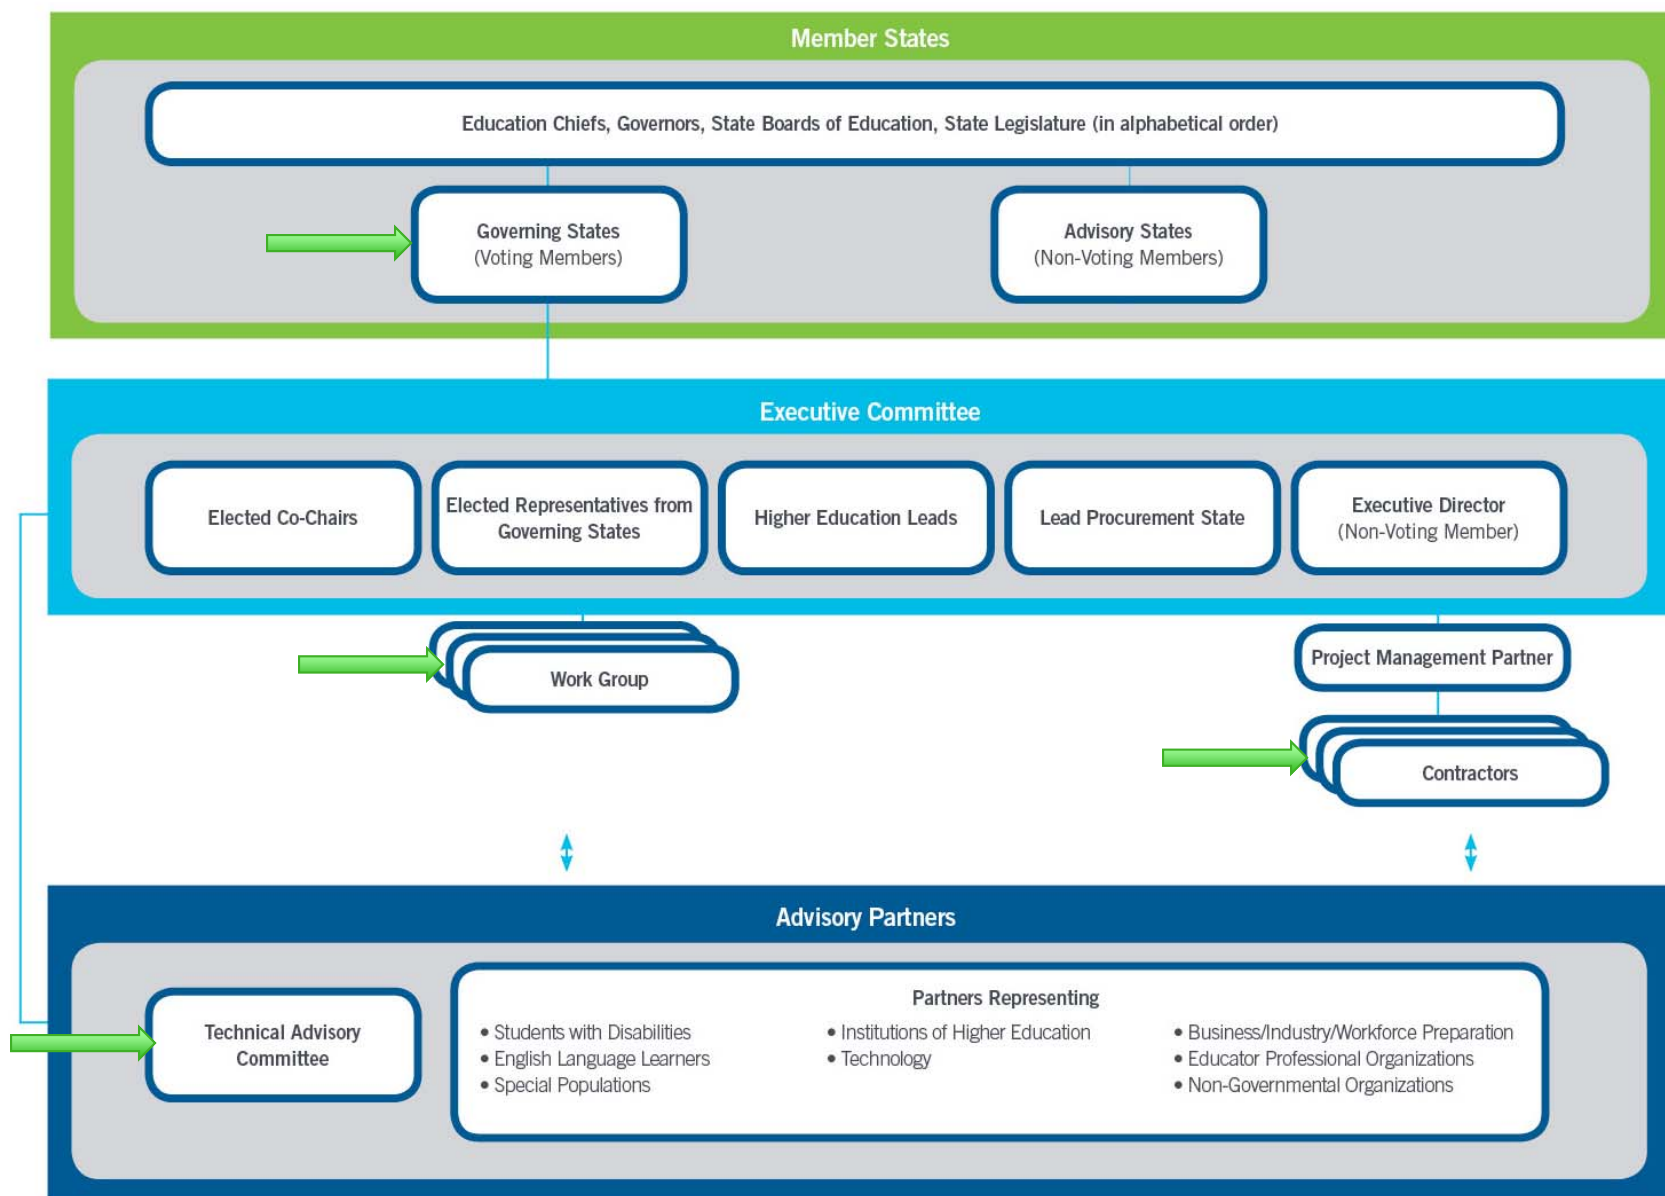 Member States
Education Chiefs, Governors, State Boards of Education, State Legislature (in alphabetical order)
Governing States
(Voting Members)
Advisory States
(Non-Voting Members)
Executive Committee
Elected Co-Chairs
Elected Representatives from
Governing States
Higher Education Leads
Lead Procurement State
Executive Director
(Non-Voting Member)
Work Group
Project Management Partner
Contractors
Advisory Partners
Technical Advisory
Committee
Partners Representing
• Students with Disabilities
• English Language Learners
• Special Populations
• Institutions of Higher Education
• Technology
• Business/Industry/Workforce Preparation
• Educator Professional Organizations
• Non-Governmental Organizations